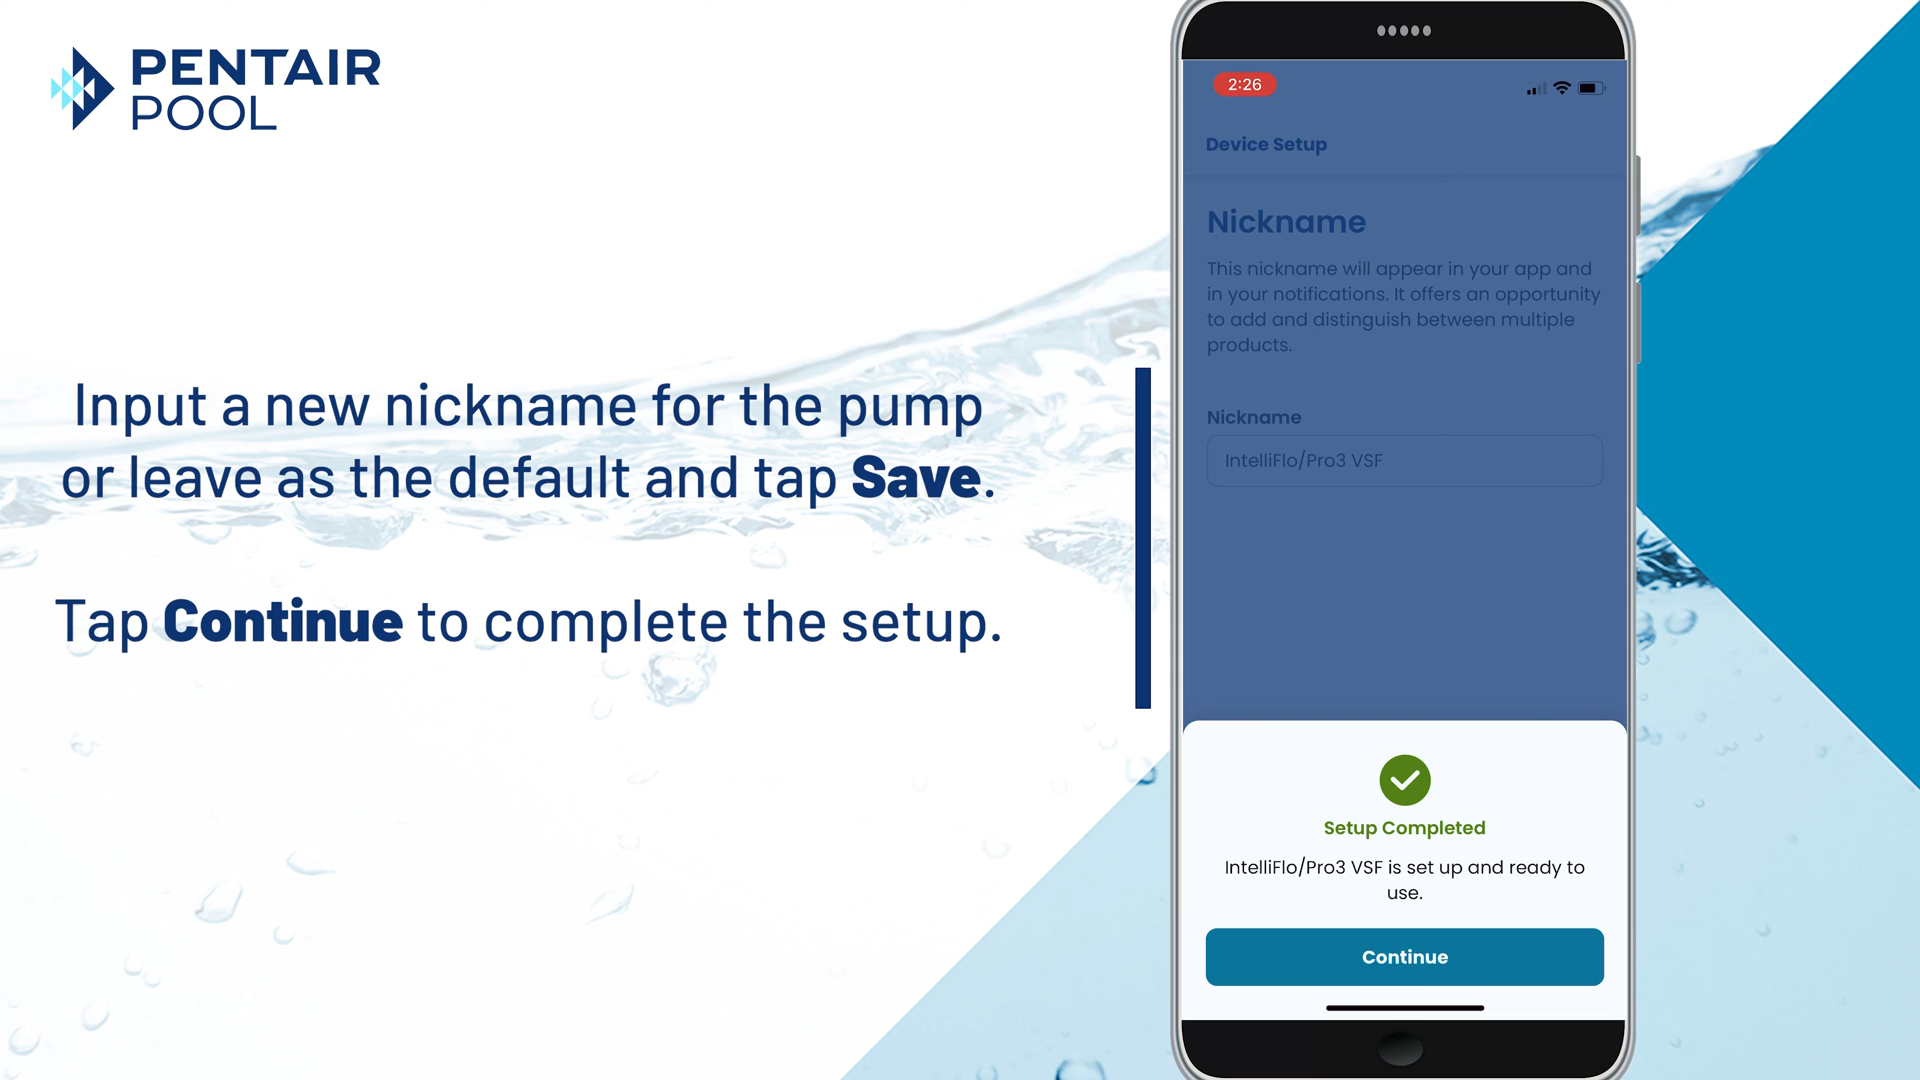 PENTAIR
POOL
Input a new nickname for the pump
or leave as the default and tap Save.
Tap Continue to complete the setup.
2:26
Device Setup
Nickname
This nickname will appear in your app and
in your notifications. It offers an opportunity
to add and distinguish between multiple
products.
Nickname
IntelliFlo/Pro3 VSF
Setup Completed
IntelliFlo/Pro3 VSF is set up and ready to
use.
Continue